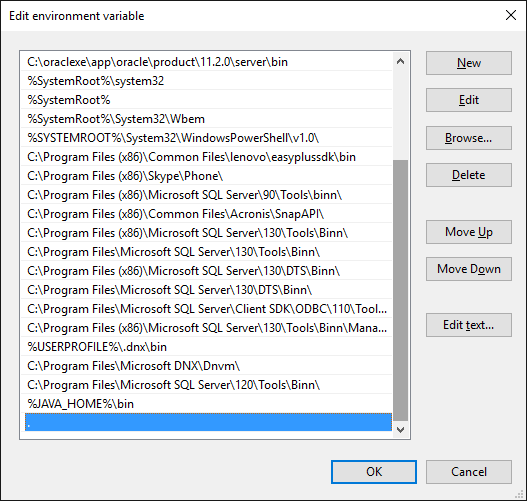 Edit environment variable
C:\oraclexe\app\oracle\product\11.2.0\server\bin
%SystemRoot%\system32
%SystemRoot%
%SystemRoot%\System32\Wbem
%SYSTEMROOT%\System32\WindowsPowerShell\v1.0\
C:\Program Files (x86)\Common Files\lenovo\easyplussdk\bin
C:\Program Files (x86)\Skype\Phone\
C:\Program Files (x86)\Microsoft SQL Server\90\Tools\binn\
C:\Program Files (x86)\Common Files\Acronis\SnapAPI\
C:\Program Files (x86)\Microsoft SQL Server\130\Tools\Binn\
C:\Program Files\Microsoft SQL Server\130\Tools\Binn\
C:\Program Files (x86)\Microsoft SQL Server\130\DTS\Binn\
C:\Program Files\Microsoft SQL Server\130\DTS\Binn\
C:\Program Files\Microsoft SQL Server\Client SDK\ODBC\110\Tool...
C:\Program Files (x86)\Microsoft SQL Server\130\Tools\Binn\Mana...
%USERPROFILE%\.dnx\bin
C:\Program Files\Microsoft DNX\Dnvm\
C:\Program Files\Microsoft SQL Server\120\Tools\Binn\
%JAVA_HOME%\bin
.
New
Edit
Browse...
Delete
Move Up
Move Down
Edit text...
OK
Cancel